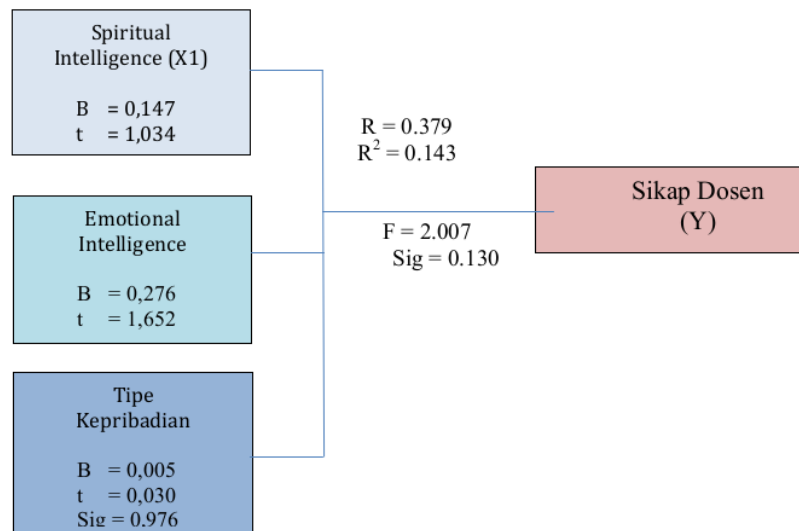 Spiritual
Intelligence (X1)
B = 0,147
t = 1,034
Emotional
Intelligence
B = 0,276
t = 1,652
Tipe
Kepribadian
B = 0,005
t = 0,030
Sig = 0.976
R = 0.379
R² = 0.143
F = 2.007
Sig = 0.130
Sikap Dosen
(Y)